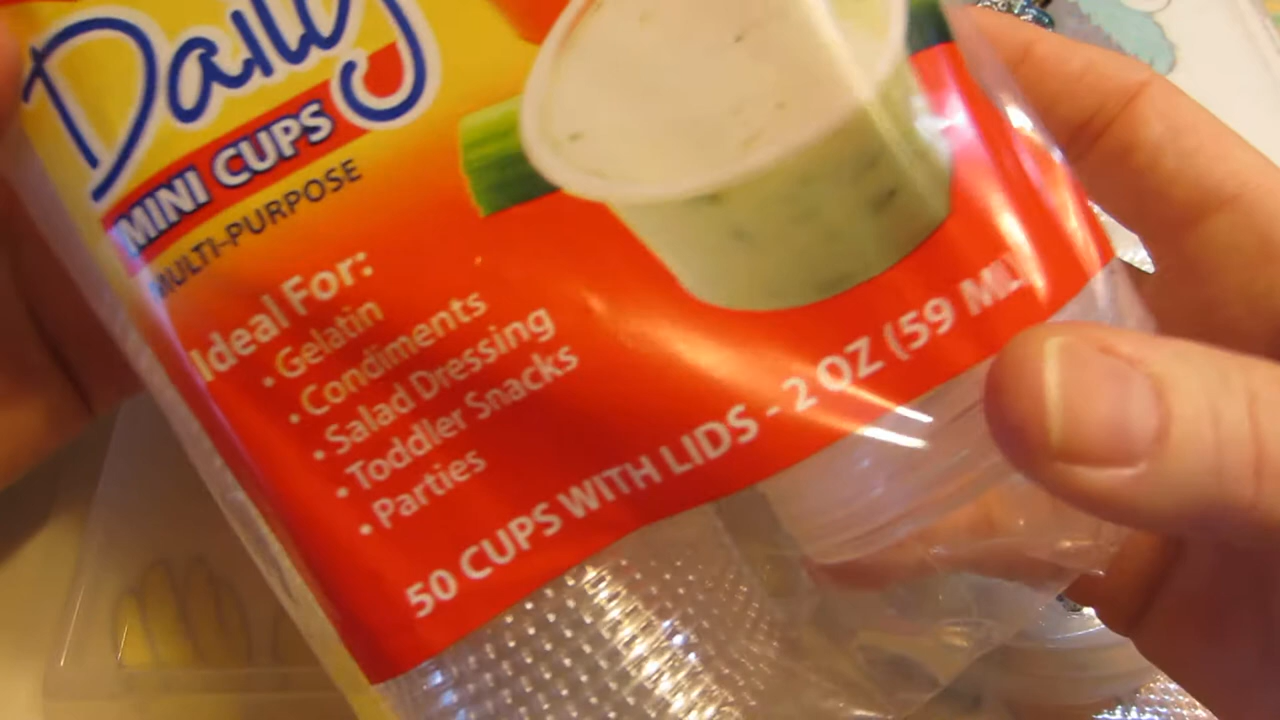 Daily
MINI CUPS
MULTI-PURPOSE
Ideal For:
• Gelatin
• Condiments
• Salad Dressing
• Toddler Snacks
• Parties
50 CUPS WITH LIDS - 2 OZ (59 ML)